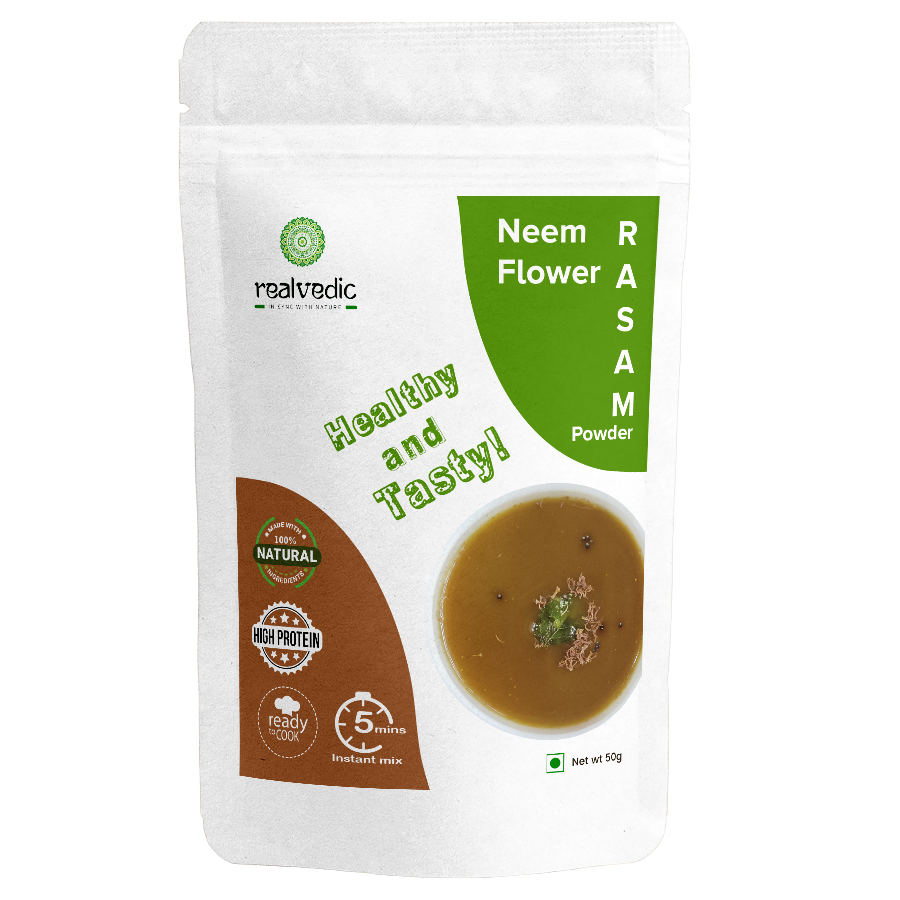 realvedic
IN SYNC WITH NATURE
Neem
Flower
RASAM
Powder
Healthy
and
Tasty!
MADE WITH
100%
NATURAL
INGREDIENTS
HIGH PROTEIN
ready
to COOK
5 mins
Instant mix
Net wt 50g